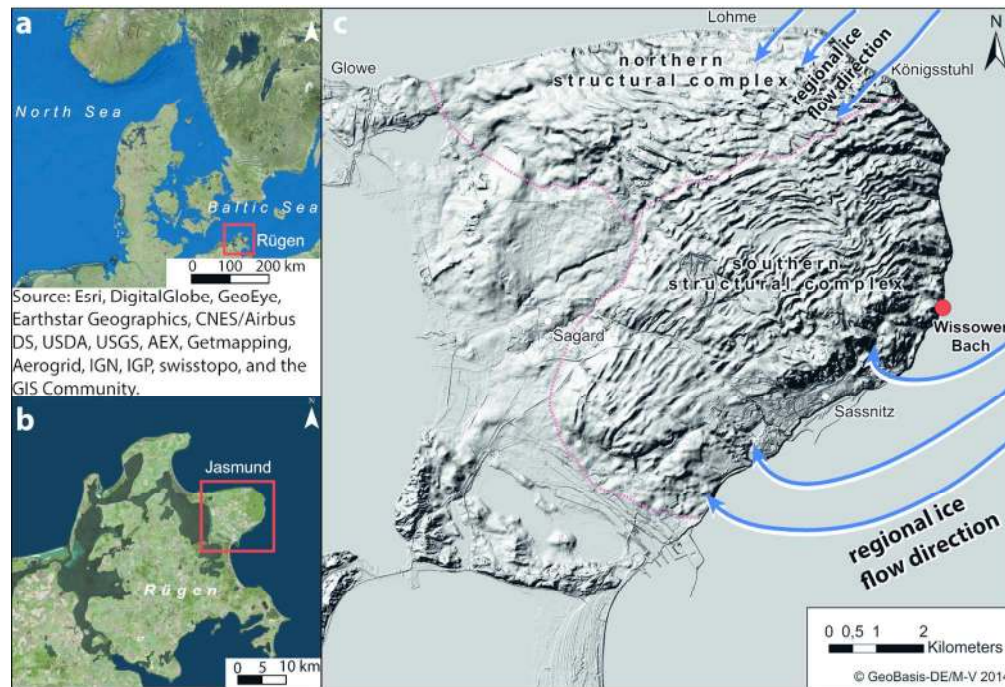 a
North Sea
Baltic Sea
Rügen
0 100 200 km
Source: Esri, DigitalGlobe, GeoEye,
Earthstar Geographics, CNES/Airbus
DS, USDA, USGS, AEX, Getmapping,
Aerogrid, IGN, IGP, swisstopo, and the
GIS Community.
b
N
Jasmund
Rügen
0 5 10 km
c
Lohme
N
Glowe
northern
structural complex
regional ice
flow direction
Königsstuhl
southern
structural complex
Sagard
Wissower
Bach
Sassnitz
regional ice
flow direction
0 0,5 1 2
Kilometers
© GeoBasis-DE/M-V 2014